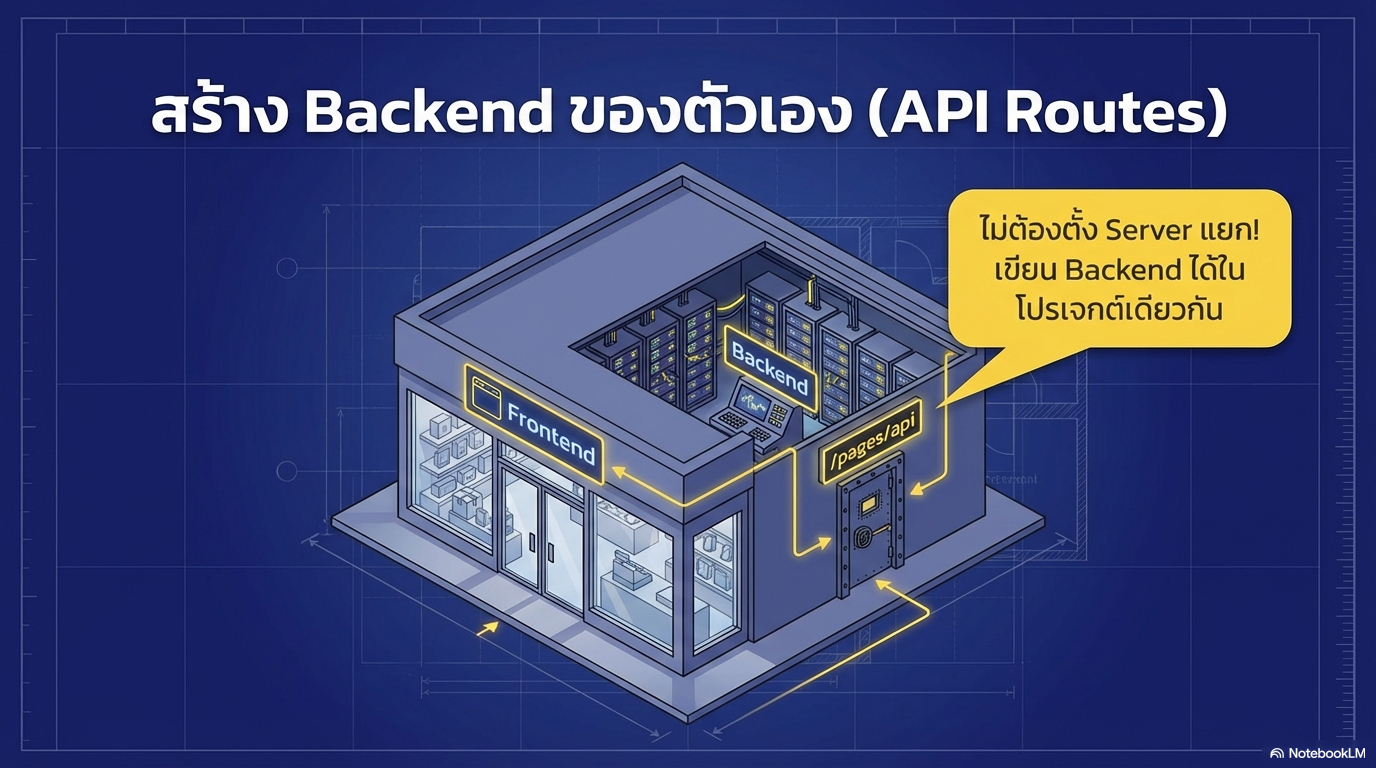 สร้าง Backend ของตัวเอง (API Routes)
ไม่ต้องตั้ง Server แยก!
เขียน Backend ได้ใน
โปรเจกต์เดียวกัน
Backend
Frontend
/pages/api
NotebookLM